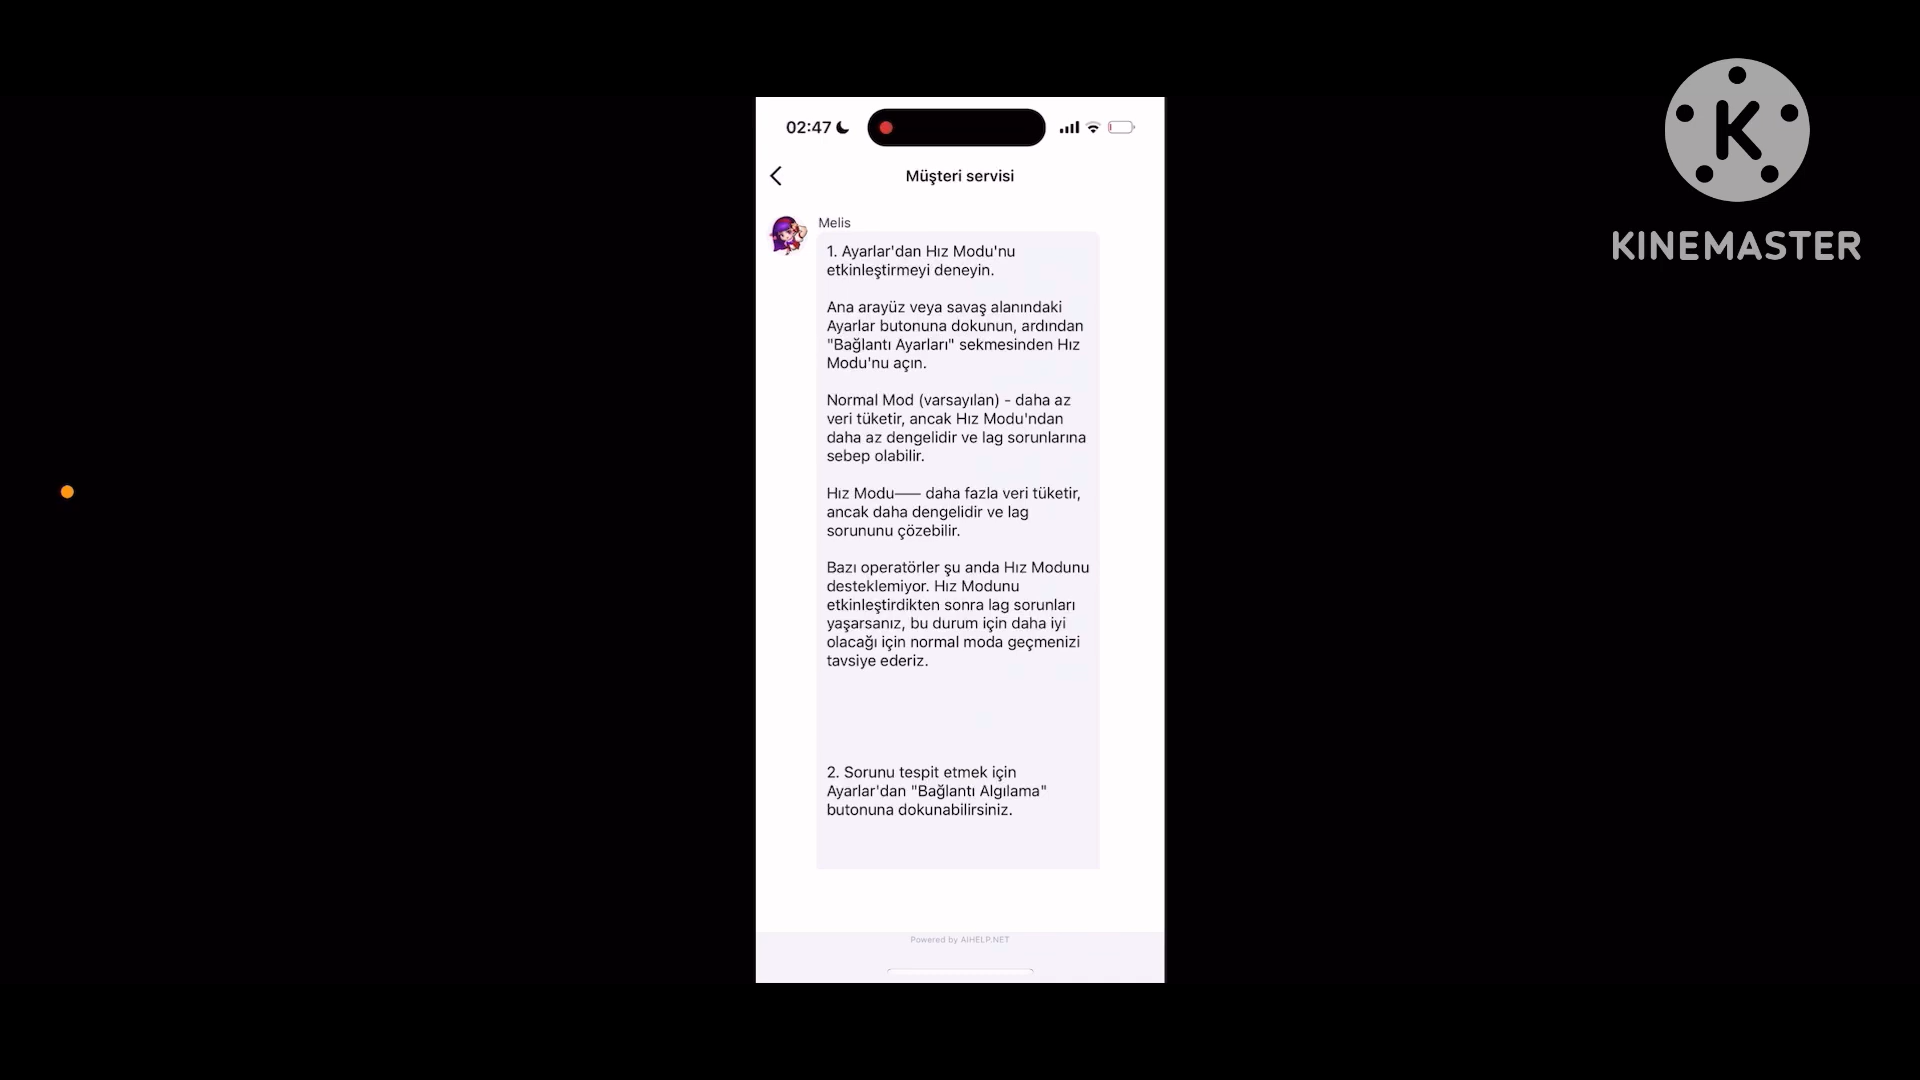 02:47
Müşteri servisi
Melis
1. Ayarlar'dan Hız Modu'nu
etkinleştirmeyi deneyin.
Ana arayüz veya savaş alanındaki
Ayarlar butonuna dokunun, ardından
"Bağlantı Ayarları" sekmesinden Hız
Modu'nu açın.
Normal Mod (varsayılan) - daha az
veri tüketir, ancak Hız Modu'ndan
daha az dengelidir ve lag sorunlarına
sebep olabilir.
Hız Modu—— daha fazla veri tüketir,
ancak daha dengelidir ve lag
sorununu çözebilir.
Bazı operatörler şu anda Hız Modunu
desteklemiyor. Hız Modunu
etkinleştirdikten sonra lag sorunları
yaşarsanız, bu durum için daha iyi
olacağı için normal moda geçmenizi
tavsiye ederiz.
2. Sorunu tespit etmek için
Ayarlar'dan "Bağlantı Algılama"
butonuna dokunabilirsiniz.
Powered by AIHELP.NET
K
KINEMASTER